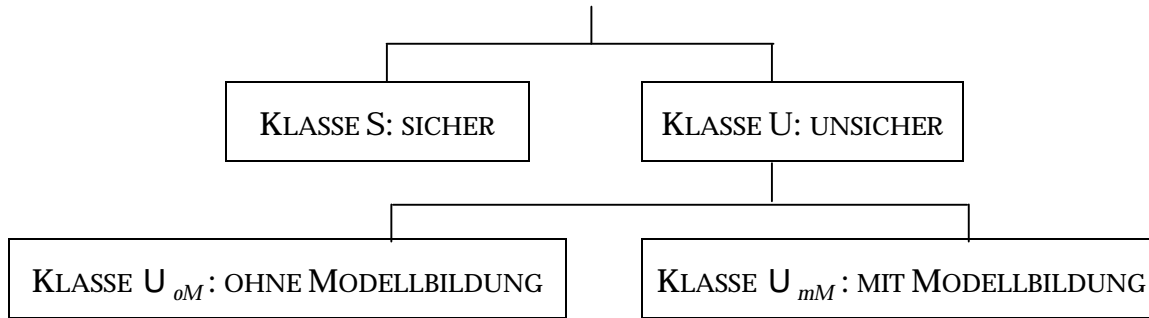 KLASSE S: SICHER
KLASSE U: UNSICHER
KLASSE U oM : OHNE MODELLBILDUNG
KLASSE U mM : MIT MODELLBILDUNG